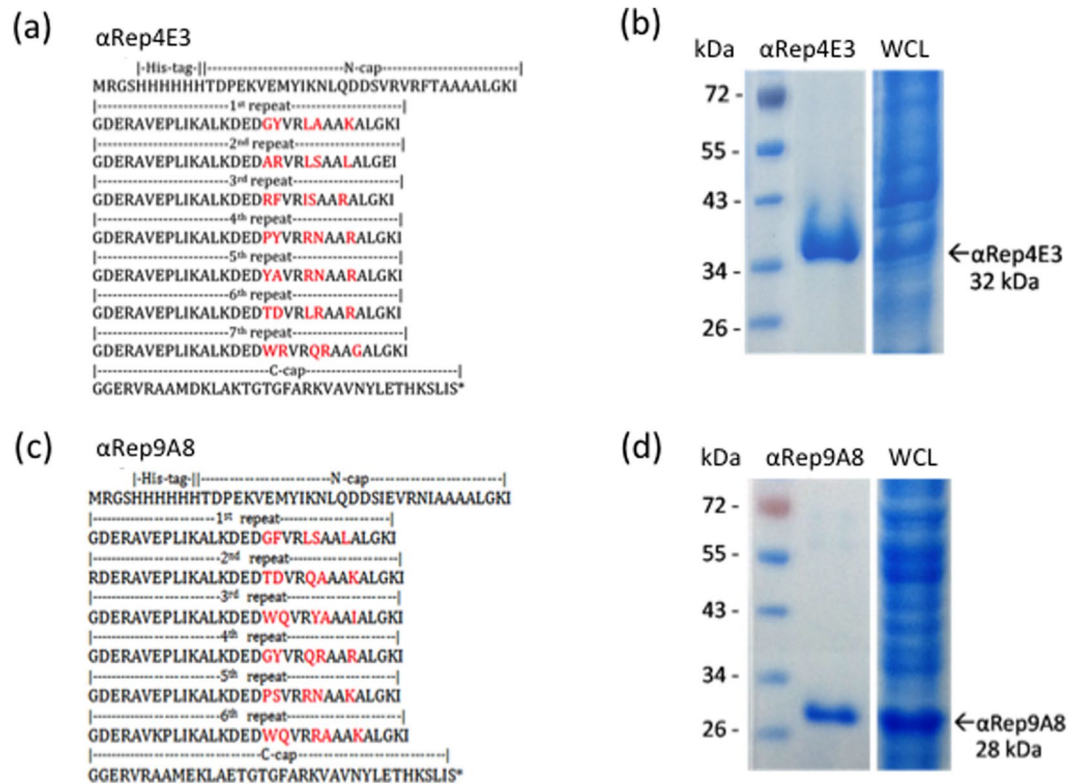 (a)
αRep4E3
|-His-tag-||-----------------------N-cap---------------------------|
MRGSHHHHHHTDPEKVEMYIKNLQDDSVRVRFTAAAALGKI
|----------------------1st repeat-------------------|
GDERAVEPLIKALKDEDGYVRLAAAKALGKI
|----------------------2nd repeat-------------------|
GDERAVEPLIKALKDEDARVRLSAALALGEI
|----------------------3rd repeat-------------------|
GDERAVEPLIKALKDEDRFVRISAARALGKI
|----------------------4th repeat-------------------|
GDERAVEPLIKALKDEDPYVRRNAARALGKI
|----------------------5th repeat-------------------|
GDERAVEPLIKALKDEDYAVRRNAARALGKI
|----------------------6th repeat-------------------|
GDERAVEPLIKALKDEDTDVRLRAARALGKI
|----------------------7th repeat-------------------|
GDERAVEPLIKALKDEDWRVRQRAAGALGKI
|----------------------------C-cap-------------------------|
GGERVRAAMDKLAKTGTGFARKVAVNYLETHKSLIS*
(b)
kDa αRep4E3 WCL
72 -
55 -
43 -
34 -
26 -
←αRep4E3
32 kDa
(c)
αRep9A8
|-His-tag-||-----------------------N-cap------------------------|
MRGSHHHHHHTDPEKVEMYIKNLQDDSIEVRNIAAAALGKI
|---------------------1st repeat------------------|
GDERAVEPLIKALKDEDGFVRLSAALALGKI
|---------------------2nd repeat-------------------|
RDERAVEPLIKALKDEDTDVRQAAAKALGKI
|---------------------3rd repeat-------------------|
GDERAVEPLIKALKDEDWQVRYAAAIALGKI
|---------------------4th repeat-------------------|
GDERAVEPLIKALKDEDGYVRQRAARALGKI
|---------------------5th repeat-------------------|
GDERAVEPLIKALKDEDPSVRRNAAKALGKI
|---------------------6th repeat-------------------|
GDERAVKPLIKALKDEDWQVRRAAAKALGKI
|---------------------------C-cap------------------------|
GGERVRAAMEKLAETGTGFARKVAVNYLETHKSLIS*
(d)
kDa αRep9A8 WCL
72 -
55 -
43 -
34 -
26 -
←αRep9A8
28 kDa